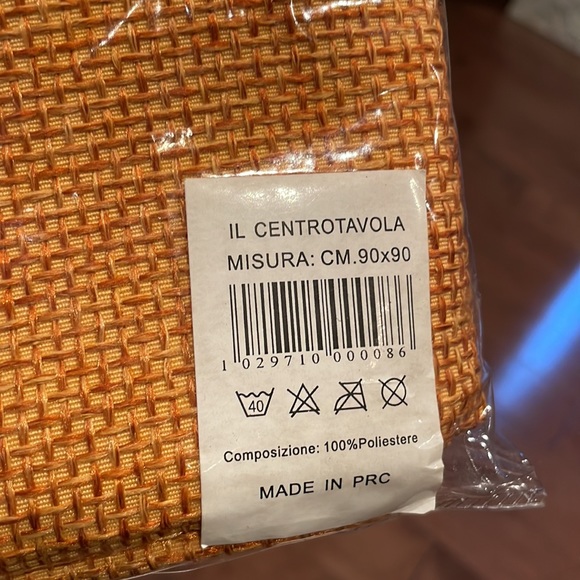 IL CENTROTAVOLA
MISURA: CM.90x90
1 029710 000086
40
Composizione: 100%Poliestere
MADE IN PRC